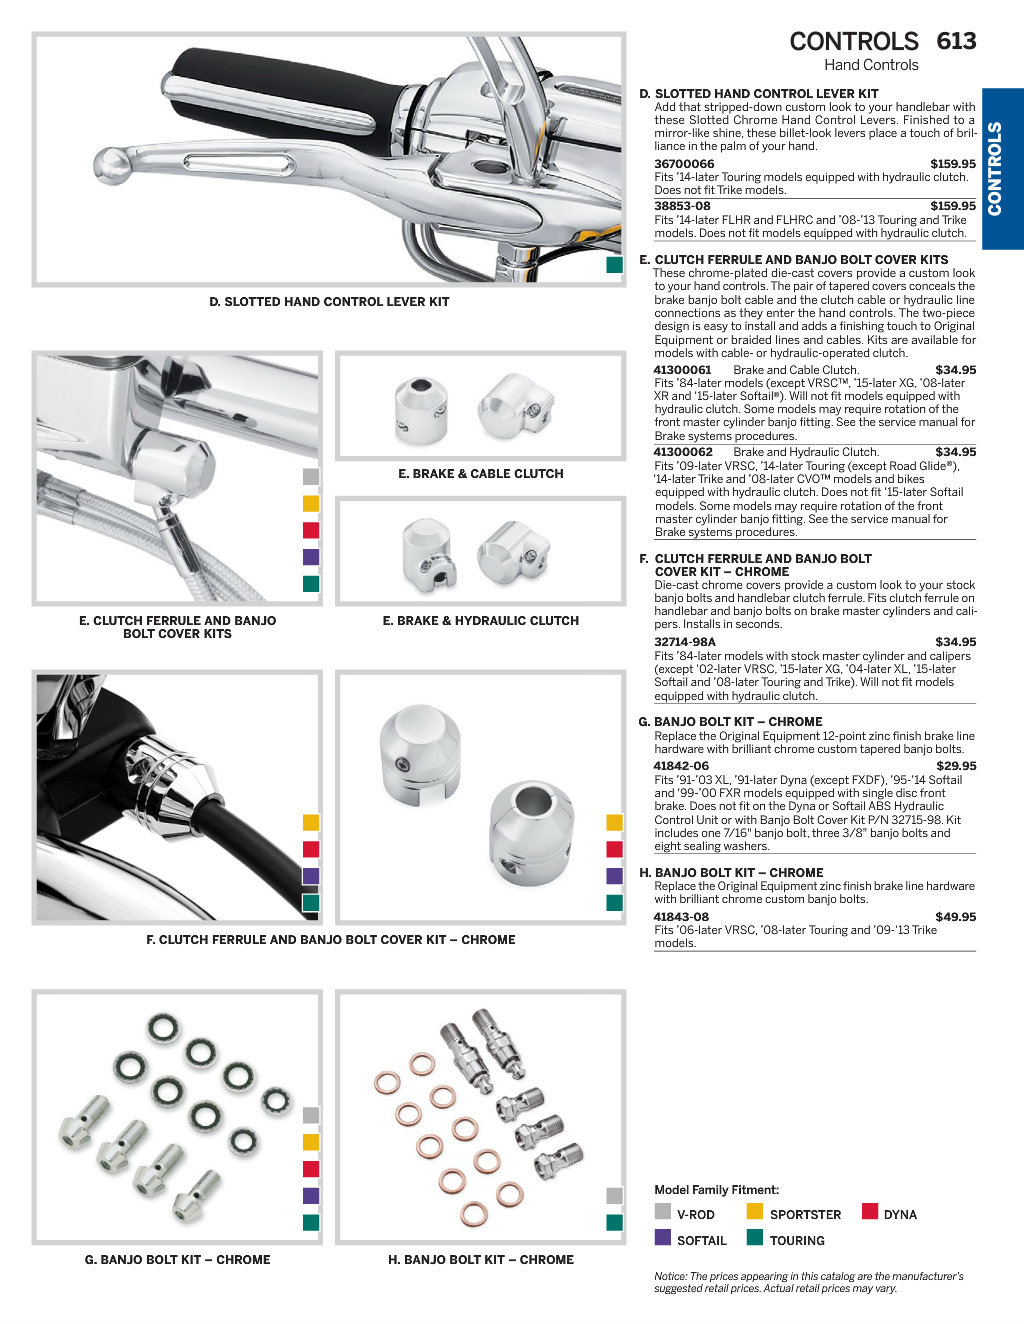 CONTROLS 613
Hand Controls
CONTROLS
D. SLOTTED HAND CONTROL LEVER KIT
E. BRAKE & CABLE CLUTCH
E. CLUTCH FERRULE AND BANJO
BOLT COVER KITS
E. BRAKE & HYDRAULIC CLUTCH
F. CLUTCH FERRULE AND BANJO BOLT COVER KIT – CHROME
G. BANJO BOLT KIT – CHROME
H. BANJO BOLT KIT – CHROME
D. SLOTTED HAND CONTROL LEVER KIT
Add that stripped-down custom look to your handlebar with
these Slotted Chrome Hand Control Levers. Finished to a
mirror-like shine, these billet-look levers place a touch of bril-
liance in the palm of your hand.
36700066 $159.95
Fits ’14-later Touring models equipped with hydraulic clutch.
Does not fit Trike models.
38853-08 $159.95
Fits ’14-later FLHR and FLHRC and ’08-’13 Touring and Trike
models. Does not fit models equipped with hydraulic clutch.
E. CLUTCH FERRULE AND BANJO BOLT COVER KITS
These chrome-plated die-cast covers provide a custom look
to your hand controls. The pair of tapered covers conceals the
brake banjo bolt cable and the clutch cable or hydraulic line
connections as they enter the hand controls. The two-piece
design is easy to install and adds a finishing touch to Original
Equipment or braided lines and cables. Kits are available for
models with cable- or hydraulic-operated clutch.
41300061 Brake and Cable Clutch. $34.95
Fits ’84-later models (except VRSC™, ’15-later XG, ’08-later
XR and ’15-later Softail®). Will not fit models equipped with
hydraulic clutch. Some models may require rotation of the
front master cylinder banjo fitting. See the service manual for
Brake systems procedures.
41300062 Brake and Hydraulic Clutch. $34.95
Fits ’09-later VRSC, ’14-later Touring (except Road Glide®),
’14-later Trike and ’08-later CVO™ models and bikes
equipped with hydraulic clutch. Does not fit ’15-later Softail
models. Some models may require rotation of the front
master cylinder banjo fitting. See the service manual for
Brake systems procedures.
F. CLUTCH FERRULE AND BANJO BOLT
COVER KIT – CHROME
Die-cast chrome covers provide a custom look to your stock
banjo bolts and handlebar clutch ferrule. Fits clutch ferrule on
handlebar and banjo bolts on brake master cylinders and cali-
pers. Installs in seconds.
32714-98A $34.95
Fits ’84-later models with stock master cylinder and calipers
(except ’02-later VRSC, ’15-later XG, ’04-later XL, ’15-later
Softail and ’08-later Touring and Trike). Will not fit models
equipped with hydraulic clutch.
G. BANJO BOLT KIT – CHROME
Replace the Original Equipment 12-point zinc finish brake line
hardware with brilliant chrome custom tapered banjo bolts.
41842-06 $29.95
Fits ’91-’03 XL, ’91-later Dyna (except FXDF), ’95-’14 Softail
and ’99-’00 FXR models equipped with single disc front
brake. Does not fit on the Dyna or Softail ABS Hydraulic
Control Unit or with Banjo Bolt Cover Kit P/N 32715-98. Kit
includes one 7/16" banjo bolt, three 3/8" banjo bolts and
eight sealing washers.
H. BANJO BOLT KIT – CHROME
Replace the Original Equipment zinc finish brake line hardware
with brilliant chrome custom banjo bolts.
41843-08 $49.95
Fits ’06-later VRSC, ’08-later Touring and ’09-’13 Trike
models.
Model Family Fitment:
V-ROD SPORTSTER DYNA
SOFTAIL TOURING
Notice: The prices appearing in this catalog are the manufacturer’s
suggested retail prices. Actual retail prices may vary.